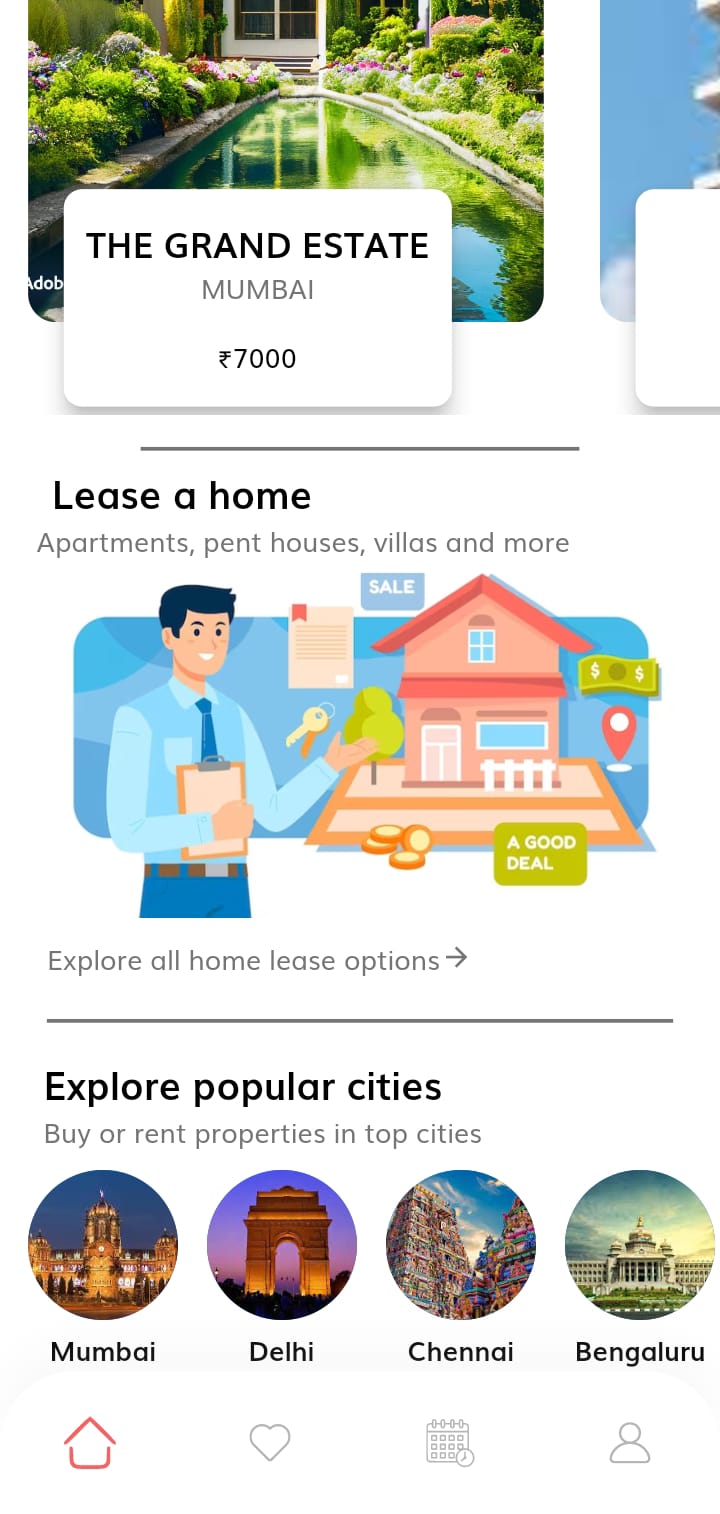 Adob
THE GRAND ESTATE
MUMBAI
₹7000
Lease a home
Apartments, pent houses, villas and more
SALE
$ $
A GOOD
DEAL
Explore all home lease options
Explore popular cities
Buy or rent properties in top cities
Mumbai
Delhi
Chennai
Bengaluru